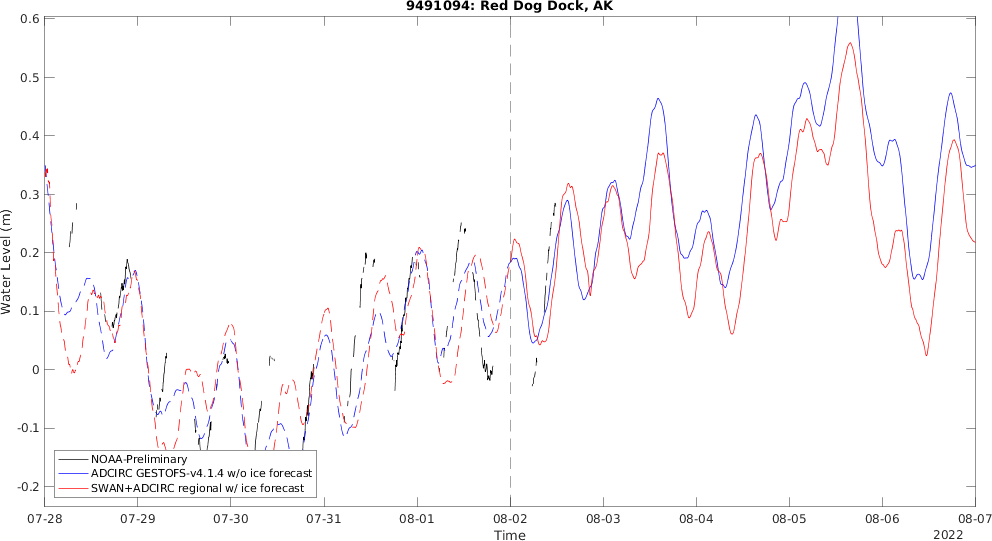 9491094: Red Dog Dock, AK
0.6
0.5
0.4
0.3
0.2
0.1
0
-0.1
-0.2
Water Level (m)
NOAA-Preliminary
ADCIRC GESTOFS-v4.1.4 w/o ice forecast
SWAN+ADCIRC regional w/ ice forecast
07-28 07-29 07-30 07-31 08-01 08-02 08-03 08-04 08-05 08-06 08-07
Time
2022